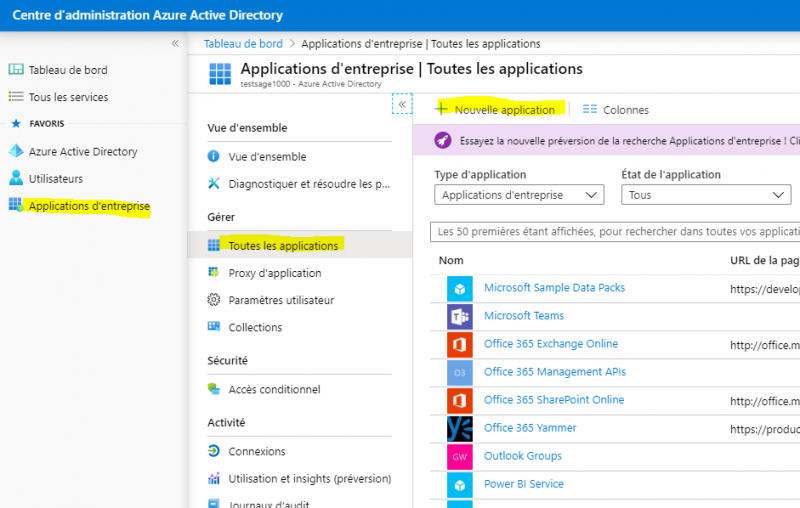 Centre d'administration Azure Active Directory
«
Tableau de bord
Tous les services
FAVORIS
Azure Active Directory
Utilisateurs
Applications d'entreprise
Tableau de bord > Applications d'entreprise | Toutes les applications
Applications d'entreprise | Toutes les applications
testsage1000 - Azure Active Directory
«
Vue d'ensemble
Vue d'ensemble
Diagnostiquer et résoudre les p...
Gérer
Toutes les applications
Proxy d'application
Paramètres utilisateur
Collections
Sécurité
Accès conditionnel
Activité
Connexions
Utilisation et insights (préversion)
Journaux d'audit
+ Nouvelle application
Colonnes
Essayez la nouvelle préversion de la recherche Applications d'entreprise ! Cli
Type d'application
Applications d'entreprise
État de l'application
Tous
Les 50 premières étant affichées, pour rechercher dans toutes vos applicati
Nom URL de la pag
Microsoft Sample Data Packs https://develo
Microsoft Teams
Office 365 Exchange Online http://office.m
O3 Office 365 Management APIs
Office 365 SharePoint Online http://office.m
Office 365 Yammer https://produc
GW Outlook Groups
Power BI Service